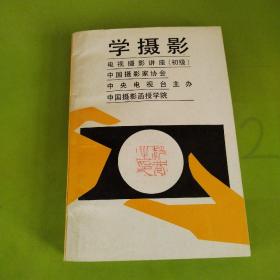 学摄影
电视摄影讲座(初级)
中国摄影家协会
中央电视台主办
中国摄影函授学院